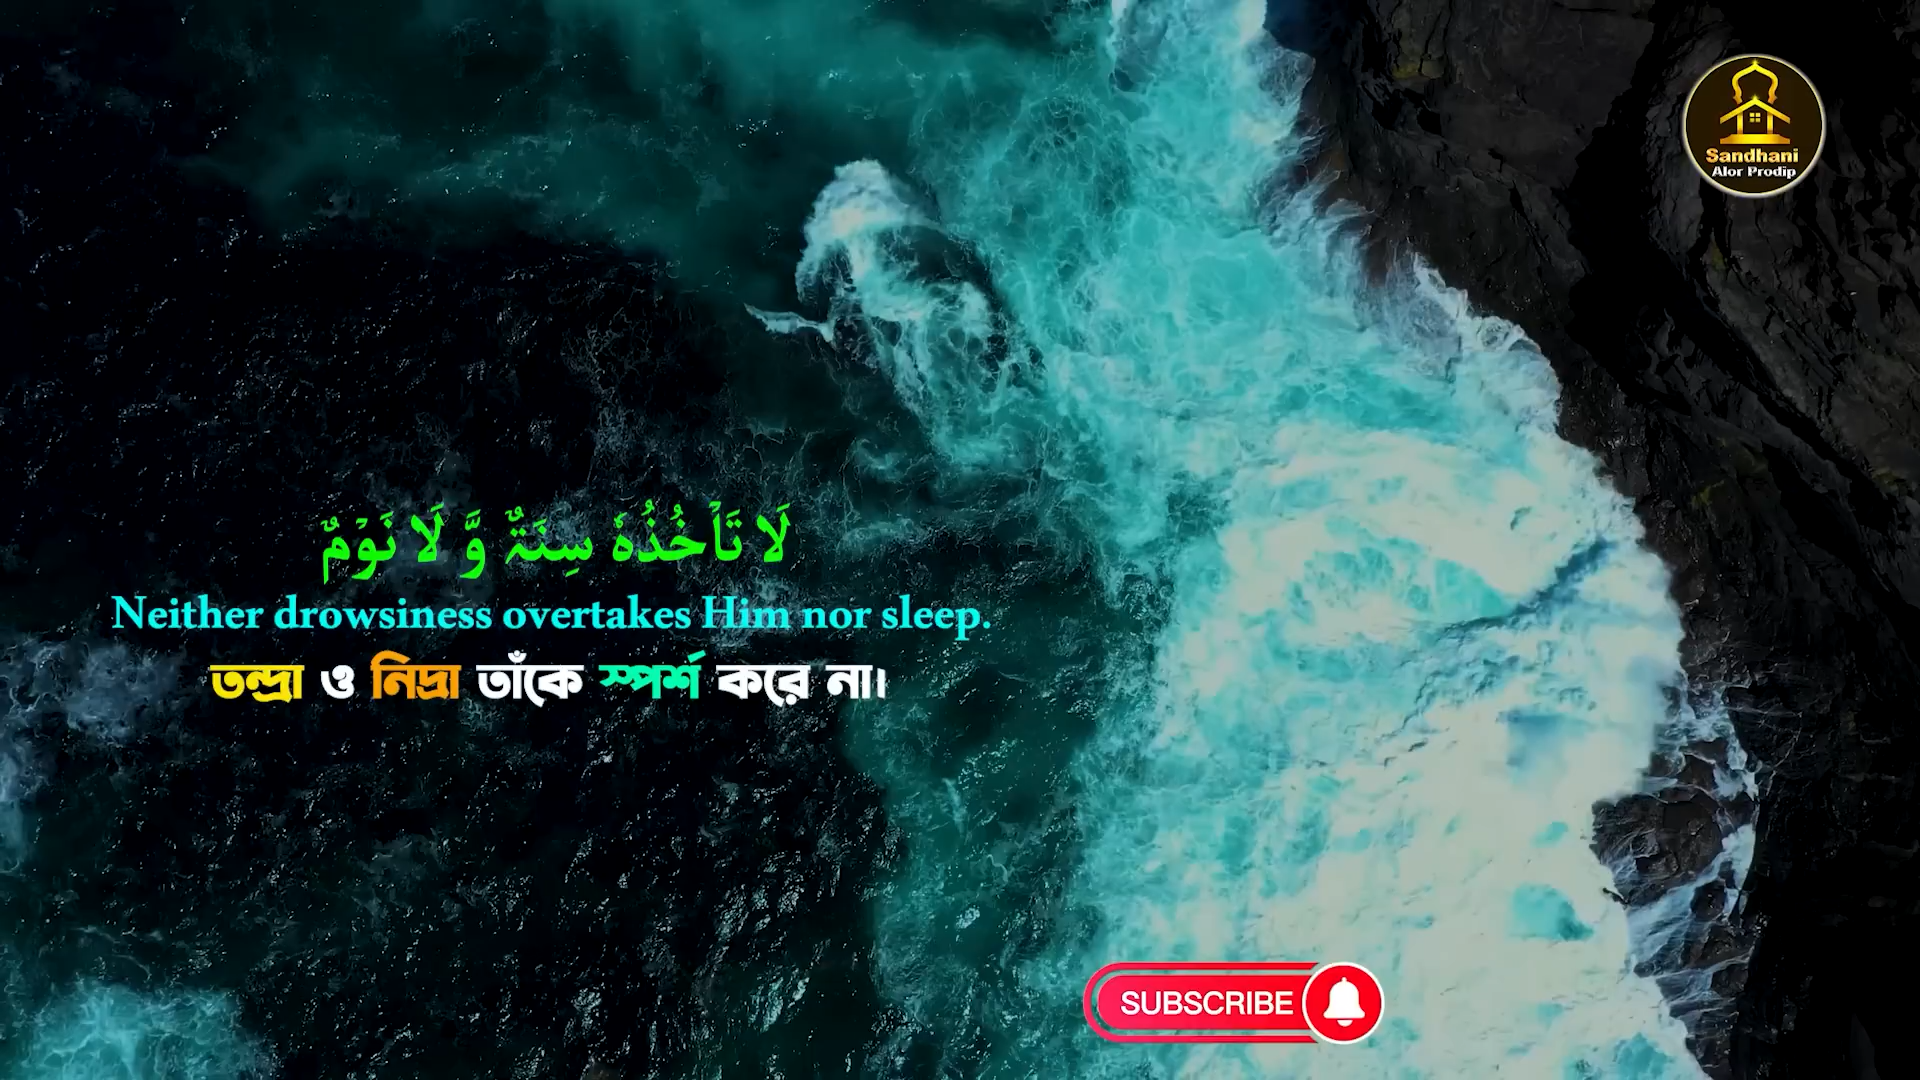 Sandhani
Alor Prodip
لَا تَاْخُذُهٗ سِنَةٌ وَّ لَا نَوْمٌ
Neither drowsiness overtakes Him nor sleep.
তন্দ্রা ও নিদ্রা তাঁকে স্পর্শ করে না।
SUBSCRIBE